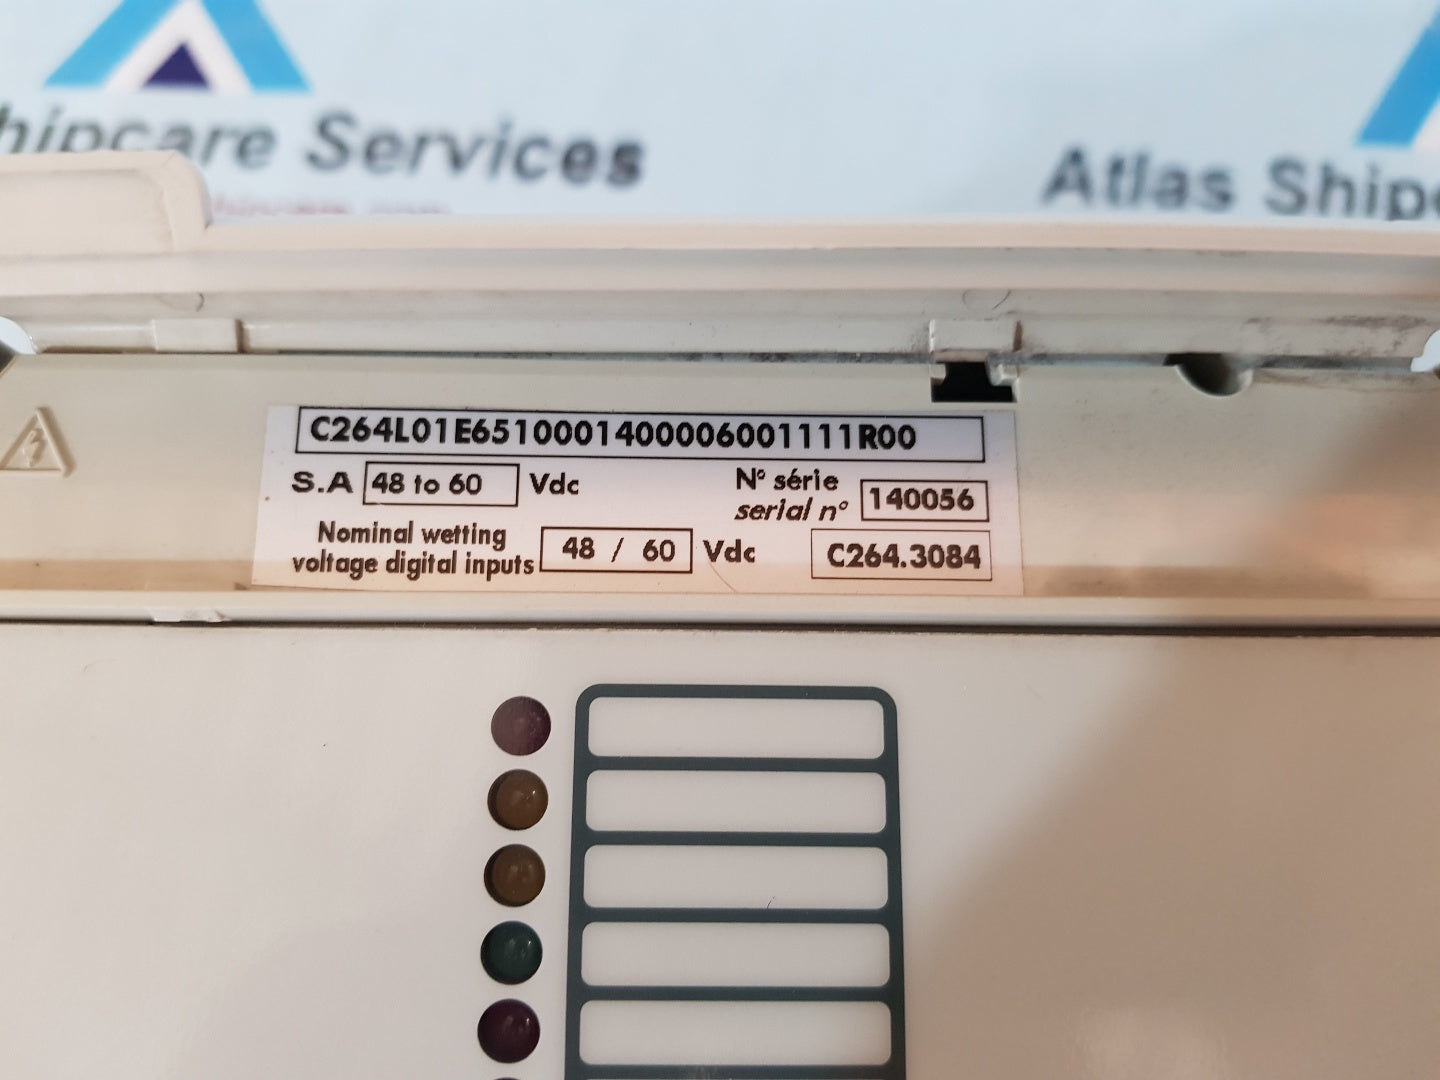 hipcare Services
Atlas Ship
C264L01E6510001400006001111R00
S.A 48 to 60 Vdc
N° série
serial n° 140056
Nominal wetting
voltage digital inputs 48 / 60 Vdc
C264.3084